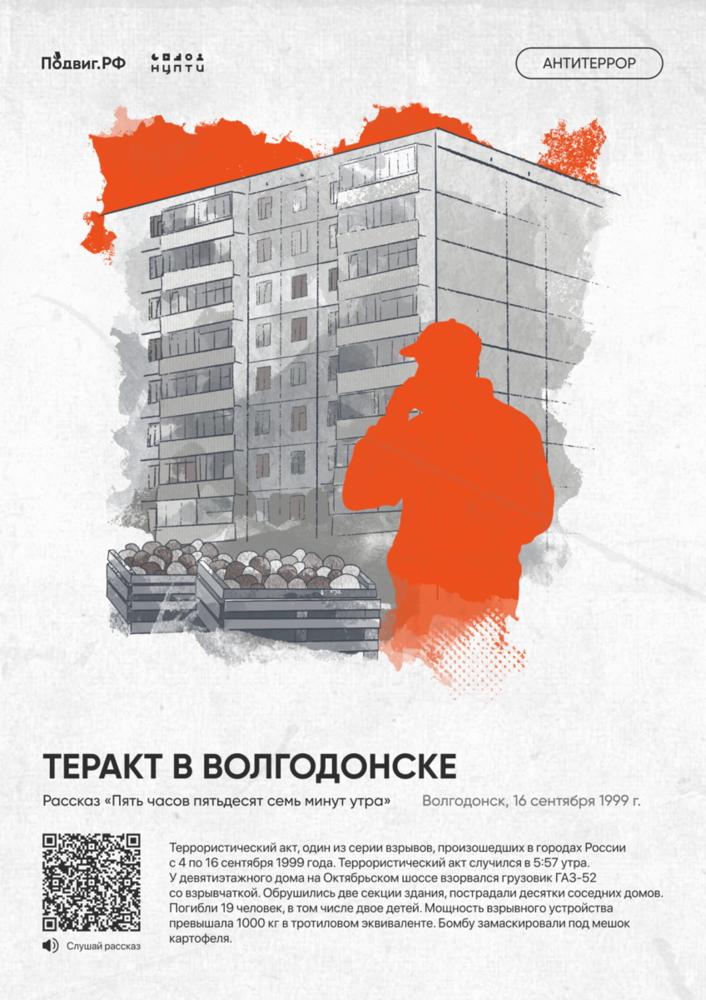 Подвиг.РФ
НЦПТИ
АНТИТЕРРОР
ТЕРАКТ В ВОЛГОДОНСКЕ
Рассказ «Пять часов пятьдесят семь минут утра» Волгодонск, 16 сентября 1999 г.
Террористический акт, один из серии взрывов, произошедших в городах России
с 4 по 16 сентября 1999 года. Террористический акт случился в 5:57 утра.
У девятиэтажного дома на Октябрьском шоссе взорвался грузовик ГАЗ-52
со взрывчаткой. Обрушились две секции здания, пострадали десятки соседних домов.
Погибли 19 человек, в том числе двое детей. Мощность взрывного устройства
превышала 1000 кг в тротиловом эквиваленте. Бомбу замаскировали под мешок
картофеля.
Слушай рассказ